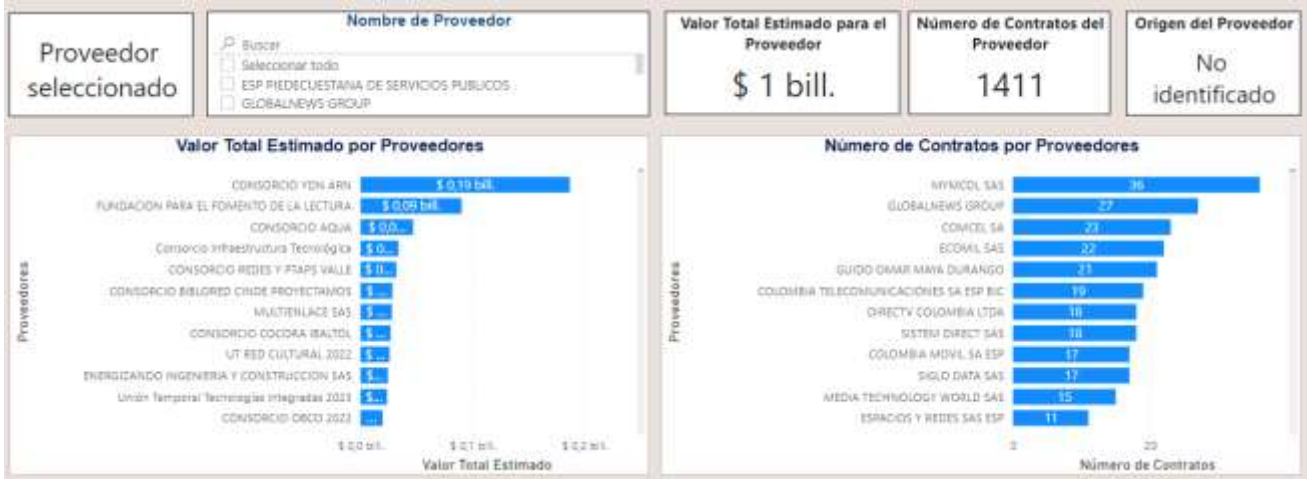 Proveedor
seleccionado
Nombre de Proveedor
Buscar
Seleccionar todo
ESP PIEDECUESTANA DE SERVICIOS PUBLICOS
GLOBALNEWS GROUP
Valor Total Estimado para el
Proveedor
$ 1 bill.
Número de Contratos del
Proveedor
1411
Origen del Proveedor
No
identificado
Valor Total Estimado por Proveedores
Proveedores
CONSORCIO YDN ARN $ 0,19 bill.
FUNDACION PARA EL FOMENTO DE LA LECTURA $ 0,09 bill.
CONSORCIO AQUA $ 0,0...
Consorcio Infraestructura Tecnológica $ 0...
CONSORCIO REDES Y PTAPS VALLE $ 0...
CONSORCIO BIBLORED CINDE PROYECTAMOS $ ...
MULTIENLACE SAS $ ...
CONSORCIO COCORA IBALTOL $ ...
UT RED CULTURAL 2022 $ ...
ENERGIZANDO INGENIERIA Y CONSTRUCCION SAS $...
Unión Temporal Tecnologías Integradas 2023 $...
CONSORCIO OBCO 2022 ...
$ 0,0 bill. $ 0,1 bill. $ 0,2 bill.
Valor Total Estimado
Número de Contratos por Proveedores
Proveedores
MYMCOL SAS 36
GLOBALNEWS GROUP 27
COMCEL SA 23
ECOMIL SAS 22
GUIDO OMAR MAYA DURANGO 21
COLOMBIA TELECOMUNICACIONES SA ESP BIC 19
DIRECTV COLOMBIA LTDA 18
SISTEM DIRECT SAS 18
COLOMBIA MOVIL SA ESP 17
SIGLO DATA SAS 17
MEDIA TECHNOLOGY WORLD SAS 15
ESPACIOS Y REDES SAS ESP 11
0 20
Número de Contratos